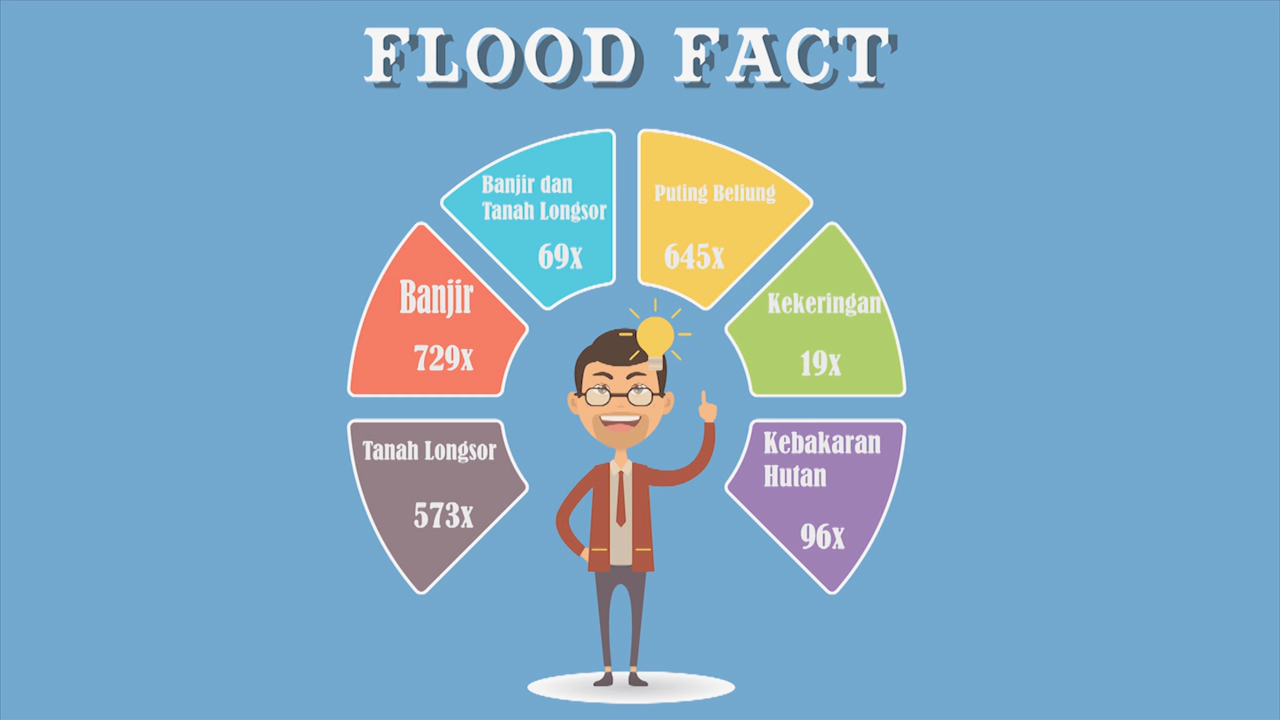 FLOOD FACT
Banjir dan
Tanah Longsor
69x
Puting Beliung
645x
Banjir
729x
Kekeringan
19x
Tanah Longsor
573x
Kebakaran
Hutan
96x